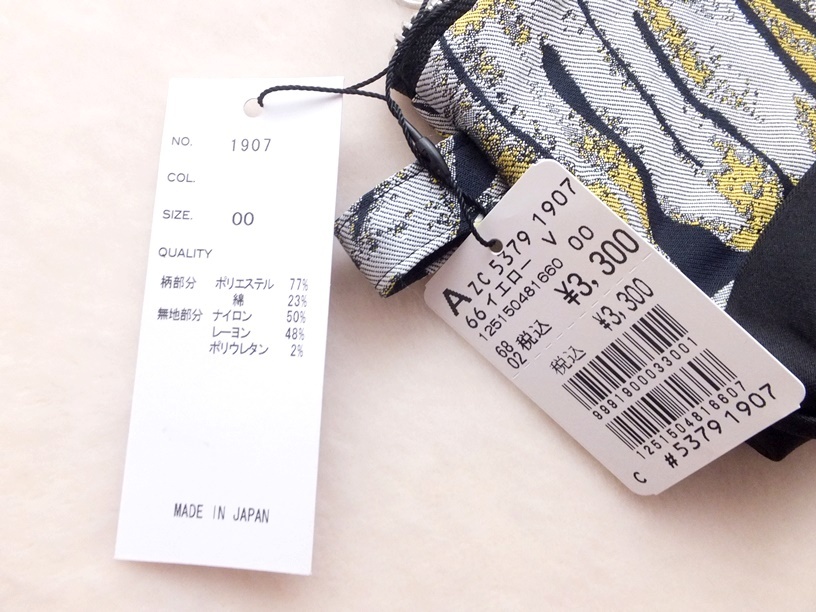 NO. 1907
COL.
SIZE. 00
QUALITY
柄部分 ポリエステル 77%
綿 23%
無地部分 ナイロン 50%
レーヨン 48%
ポリウレタン 2%
MADE IN JAPAN
A ZC 5379 1907
66 イエロー V 00
125150481660
68 税込 ¥3,300
02
税込 ¥3,300
9991900033001
1251504818607
C #53791907